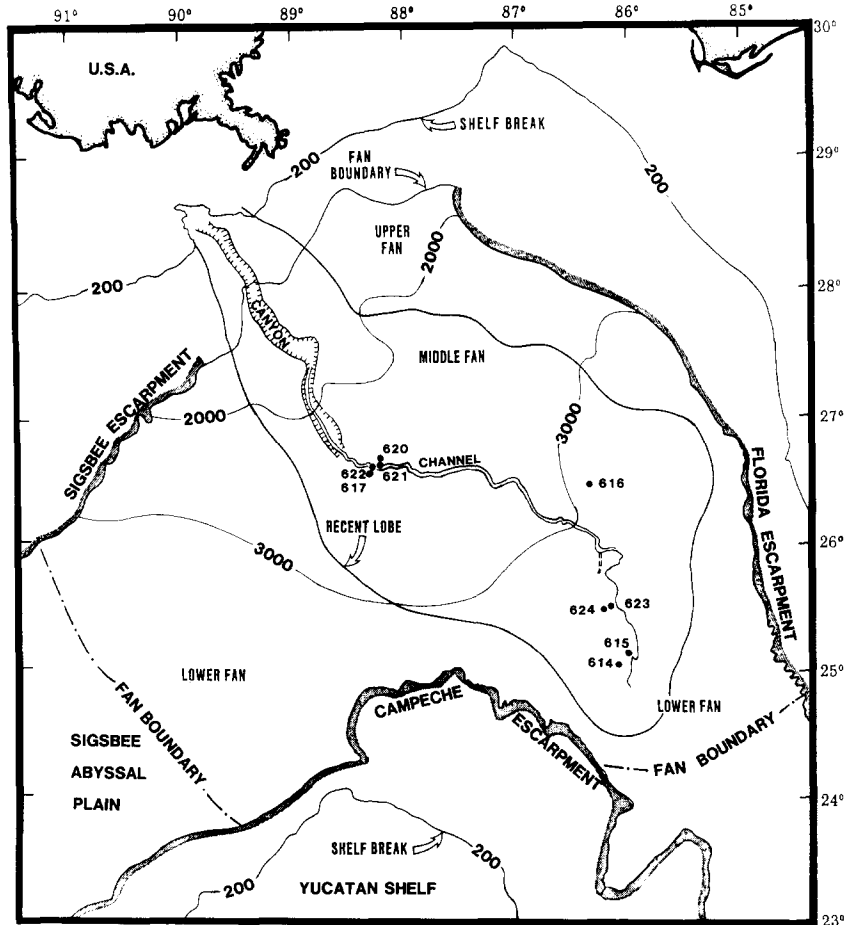 91° 90° 89° 88° 87° 86° 85°
30°
U.S.A.
SHELF BREAK
200
29°
FAN
BOUNDARY
200
UPPER
FAN
2000
200
28°
CANYON
MIDDLE FAN
SIGSBEE ESCARPMENT
2000
3000
27°
620
CHANNEL
622
621
617
616
FLORIDA ESCARPMENT
RECENT LOBE
26°
3000
624
623
615
614
25°
LOWER FAN
LOWER FAN
FAN BOUNDARY
CAMPECHE
ESCARPMENT
FAN BOUNDARY
SIGSBEE
ABYSSAL
PLAIN
24°
SHELF BREAK
200
200
YUCATAN SHELF
23°